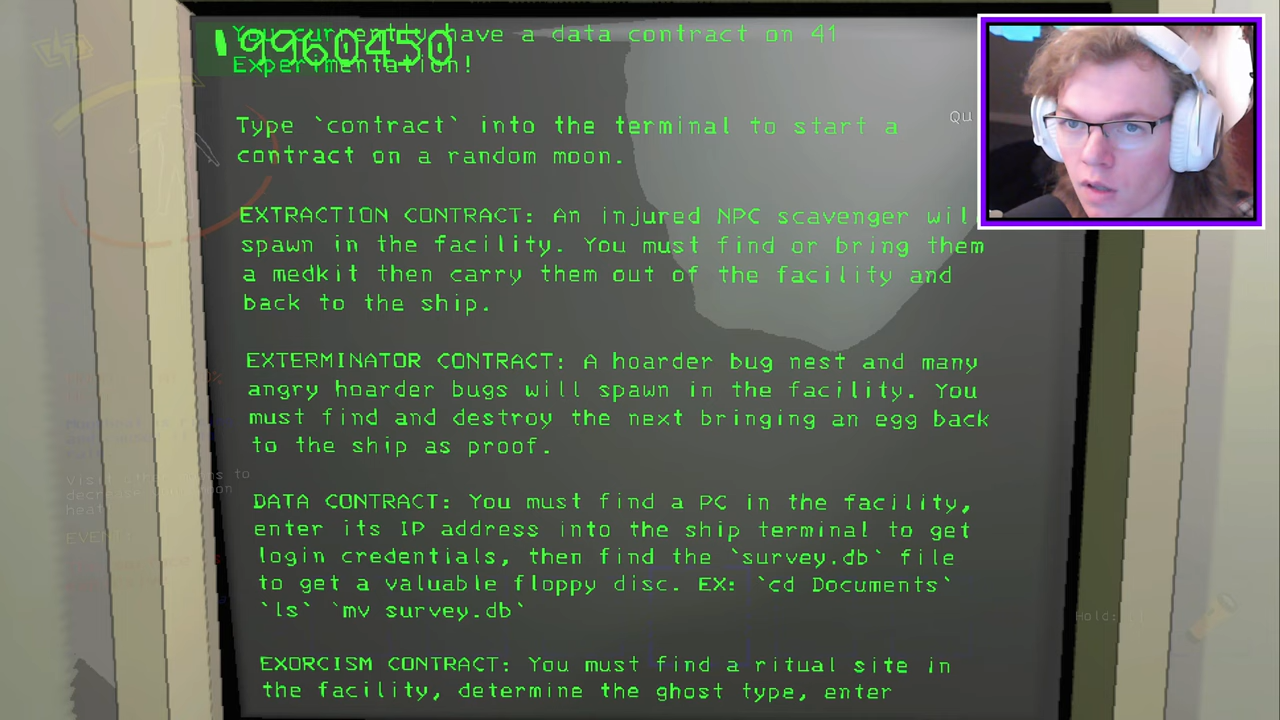 You currently have a data contract on 41
9960450
Experimentation!
Type `contract` into the terminal to start a
contract on a random moon.
Qu
EXTRACTION CONTRACT: An injured NPC scavenger wil
spawn in the facility. You must find or bring them
a medkit then carry them out of the facility and
back to the ship.
EXTERMINATOR CONTRACT: A hoarder bug nest and many
angry hoarder bugs will spawn in the facility. You
must find and destroy the next bringing an egg back
to the ship as proof.
DATA CONTRACT: You must find a PC in the facility,
enter its IP address into the ship terminal to get
login credentials, then find the `survey.db` file
to get a valuable floppy disc. EX: `cd Documents`
`ls` `mv survey.db`
EXORCISM CONTRACT: You must find a ritual site in
the facility, determine the ghost type, enter